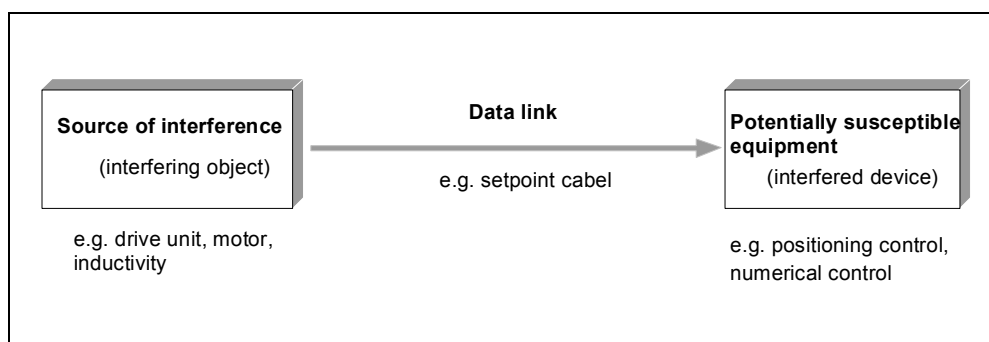 Source of interference
(interfering object)
e.g. drive unit, motor,
inductivity
Data link
e.g. setpoint cabel
Potentially susceptible
equipment
(interfered device)
e.g. positioning control,
numerical control